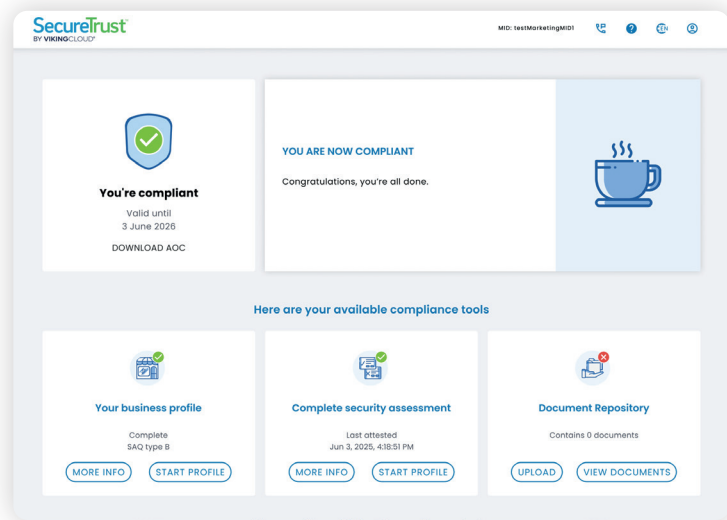 SecureTrust™
BY VIKINGCLOUD®
MID: testMarketingMID1
EN
You're compliant
Valid until
3 June 2026
DOWNLOAD AOC
YOU ARE NOW COMPLIANT
Congratulations, you're all done.
Here are your available compliance tools
Your business profile
Complete
SAQ type B
MORE INFO
START PROFILE
Complete security assessment
Last attested
Jun 3, 2025, 4:18:51 PM
MORE INFO
START PROFILE
Document Repository
Contains 0 documents
UPLOAD
VIEW DOCUMENTS